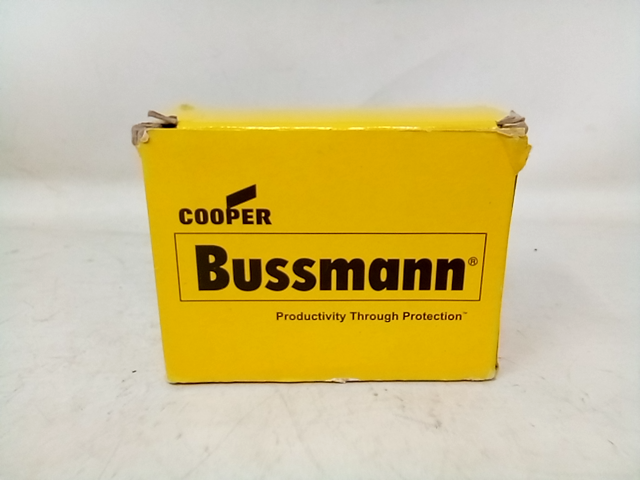 COOPER
Bussmann®
Productivity Through Protection™